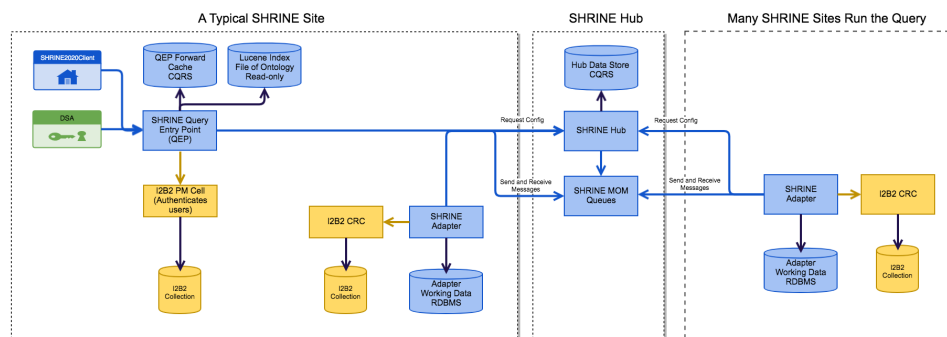 A Typical SHRINE Site
SHRINE Hub
Many SHRINE Sites Run the Query
SHRINE2020Client
DSA
QEP Forward
Cache
CQRS
Lucene Index
File of Ontology
Read-only
SHRINE Query
Entry Point
(QEP)
I2B2 PM Cell
(Authenticates
users)
I2B2
Collection
I2B2 CRC
SHRINE
Adapter
I2B2
Collection
Adapter
Working Data
RDBMS
Hub Data Store
CQRS
Request Config
SHRINE Hub
Request Config
Send and Receive
Messages
SHRINE MOM
Queues
Send and Receive
Messages
SHRINE
Adapter
I2B2 CRC
Adapter
Working Data
RDBMS
I2B2
Collection